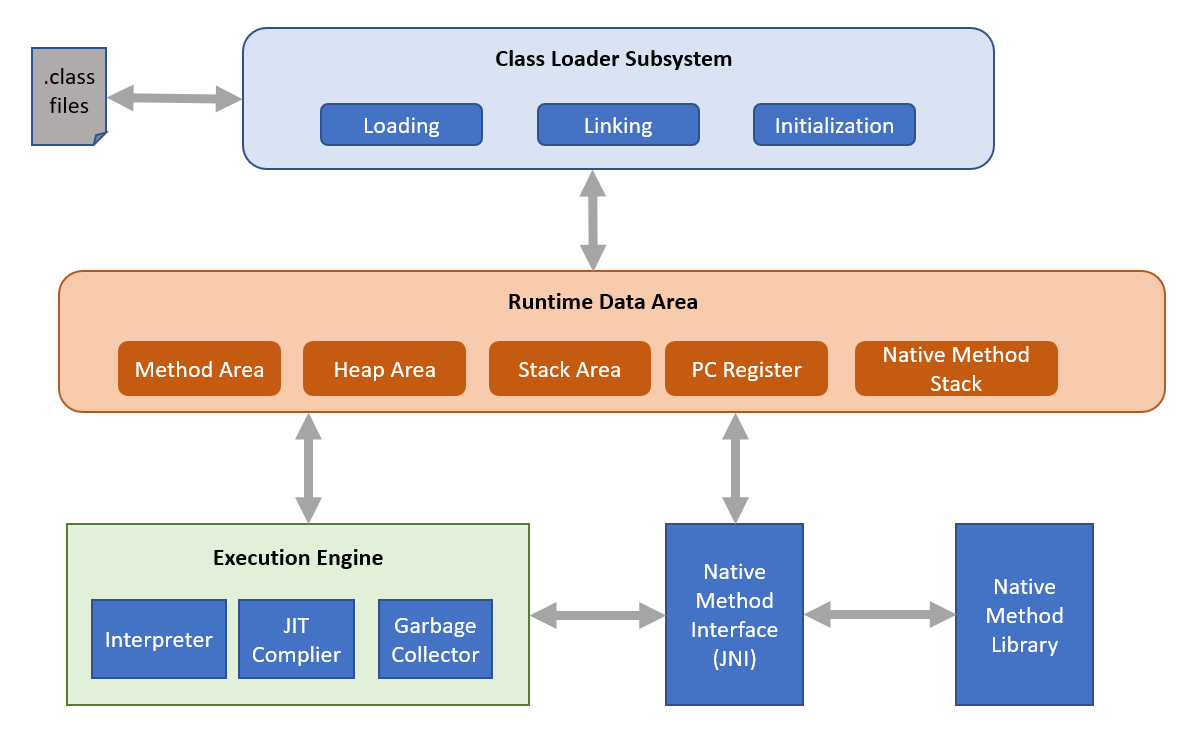 .class
files
Class Loader Subsystem
Loading
Linking
Initialization
Runtime Data Area
Method Area
Heap Area
Stack Area
PC Register
Native Method
Stack
Execution Engine
Interpreter
JIT
Complier
Garbage
Collector
Native
Method
Interface
(JNI)
Native
Method
Library